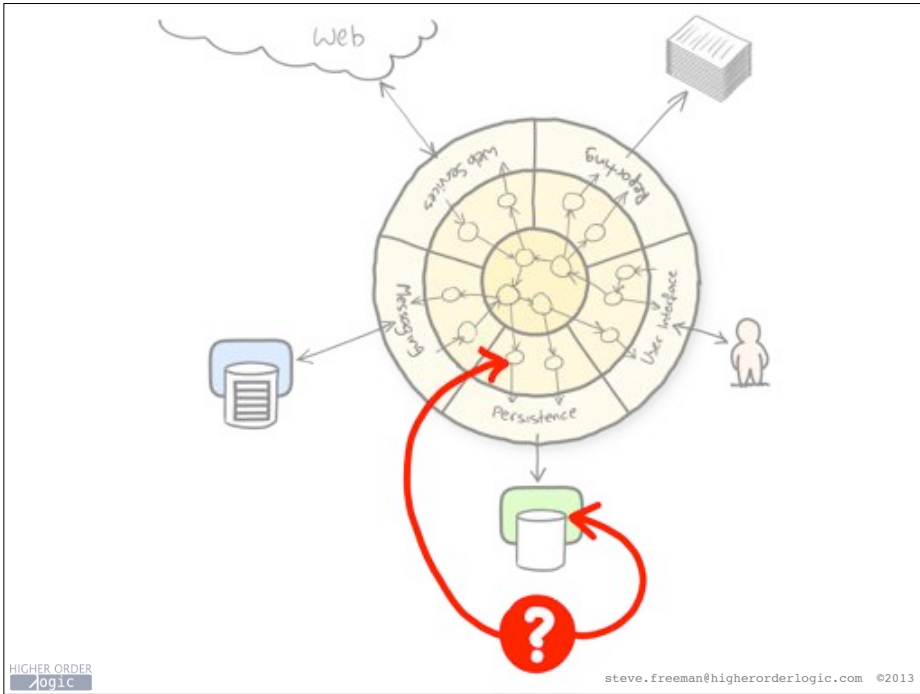 Web
Web Services
Reporting
Messaging
User Interface
Persistence
?
HIGHER ORDER
logic
steve.freeman@higherorderlogic.com ©2013